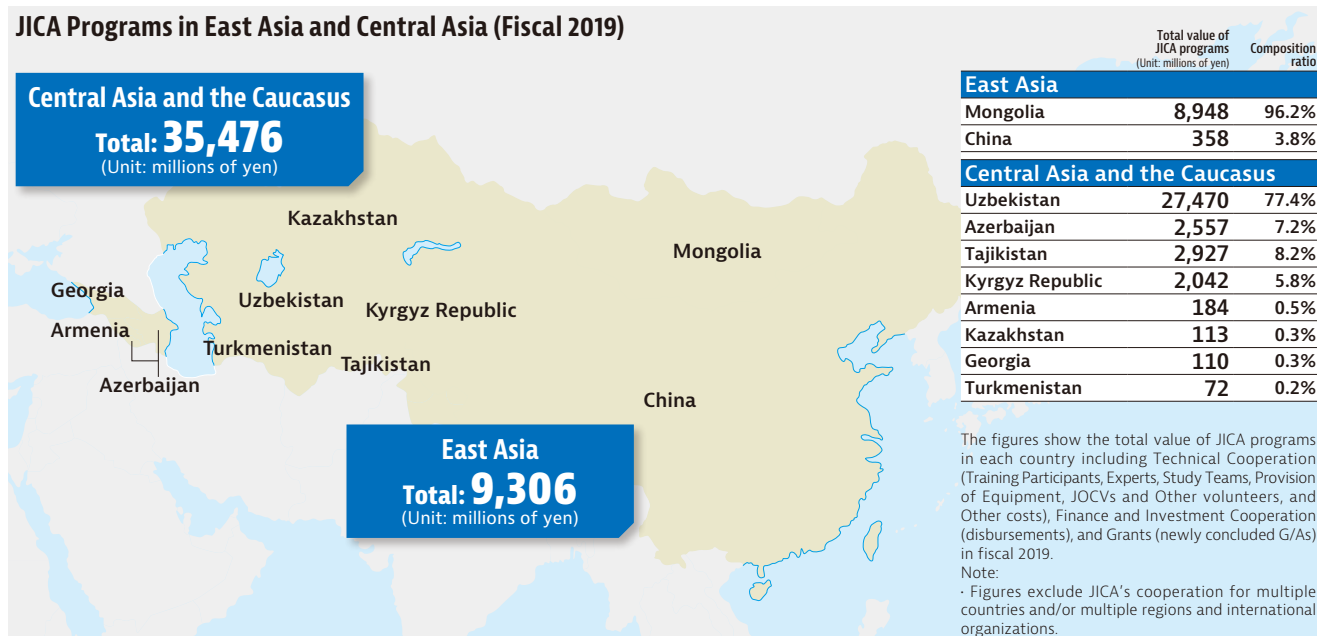 JICA Programs in East Asia and Central Asia (Fiscal 2019)
Central Asia and the Caucasus
Total: 35,476
(Unit: millions of yen)
Kazakhstan
Mongolia
Georgia
Uzbekistan
Kyrgyz Republic
Armenia
Turkmenistan
Tajikistan
Azerbaijan
China
East Asia
Total: 9,306
(Unit: millions of yen)
Total value of
JICA programs
(Unit: millions of yen)
Composition
ratio
East Asia
Mongolia 8,948 96.2%
China 358 3.8%
Central Asia and the Caucasus
Uzbekistan 27,470 77.4%
Azerbaijan 2,557 7.2%
Tajikistan 2,927 8.2%
Kyrgyz Republic 2,042 5.8%
Armenia 184 0.5%
Kazakhstan 113 0.3%
Georgia 110 0.3%
Turkmenistan 72 0.2%
The figures show the total value of JICA programs
in each country including Technical Cooperation
(Training Participants, Experts, Study Teams, Provision
of Equipment, JOCVs and Other volunteers, and
Other costs), Finance and Investment Cooperation
(disbursements), and Grants (newly concluded G/As)
in fiscal 2019.
Note:
· Figures exclude JICA's cooperation for multiple
countries and/or multiple regions and international
organizations.